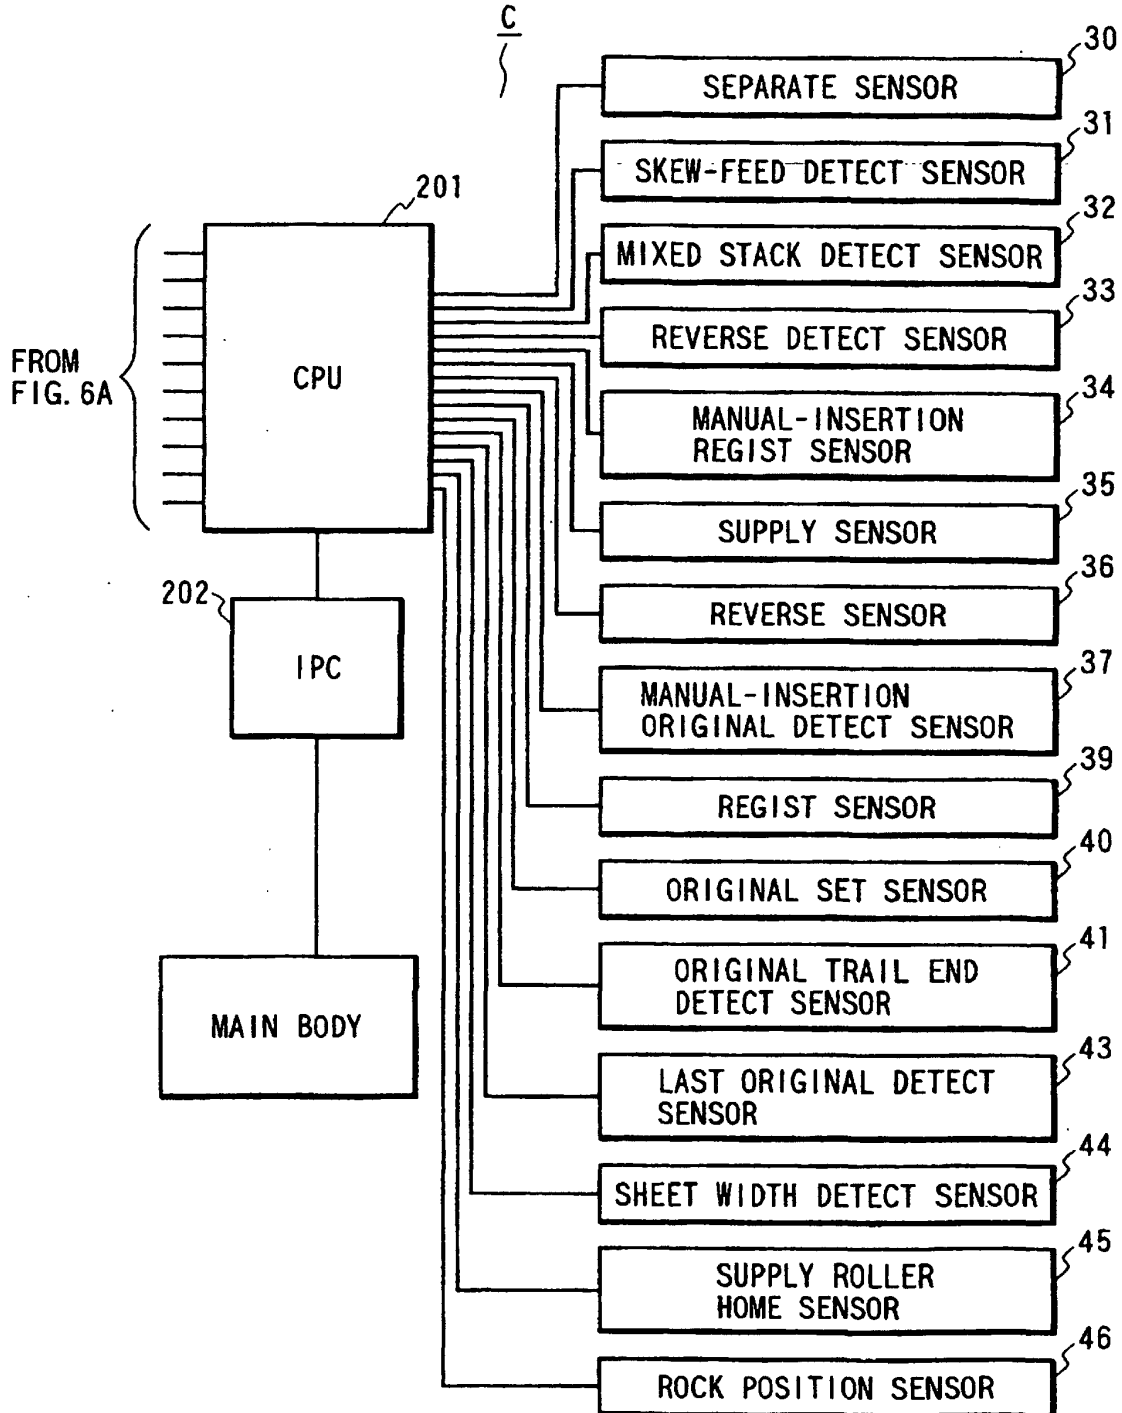 C
SEPARATE SENSOR
30
SKEW-FEED DETECT SENSOR
31
MIXED STACK DETECT SENSOR
32
REVERSE DETECT SENSOR
33
MANUAL-INSERTION
REGIST SENSOR
34
SUPPLY SENSOR
35
REVERSE SENSOR
36
MANUAL-INSERTION
ORIGINAL DETECT SENSOR
37
REGIST SENSOR
39
ORIGINAL SET SENSOR
40
ORIGINAL TRAIL END
DETECT SENSOR
41
LAST ORIGINAL DETECT
SENSOR
43
SHEET WIDTH DETECT SENSOR
44
SUPPLY ROLLER
HOME SENSOR
45
ROCK POSITION SENSOR
46
201
CPU
FROM
FIG. 6A
202
IPC
MAIN BODY